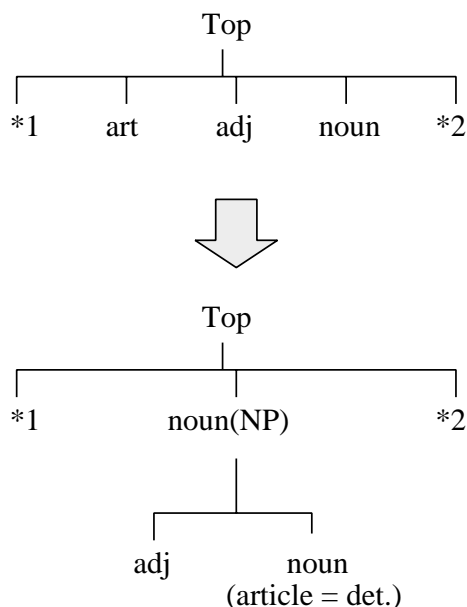 Top
*1 art adj noun *2
Top
*1 noun(NP) *2
adj noun
(article = det.)